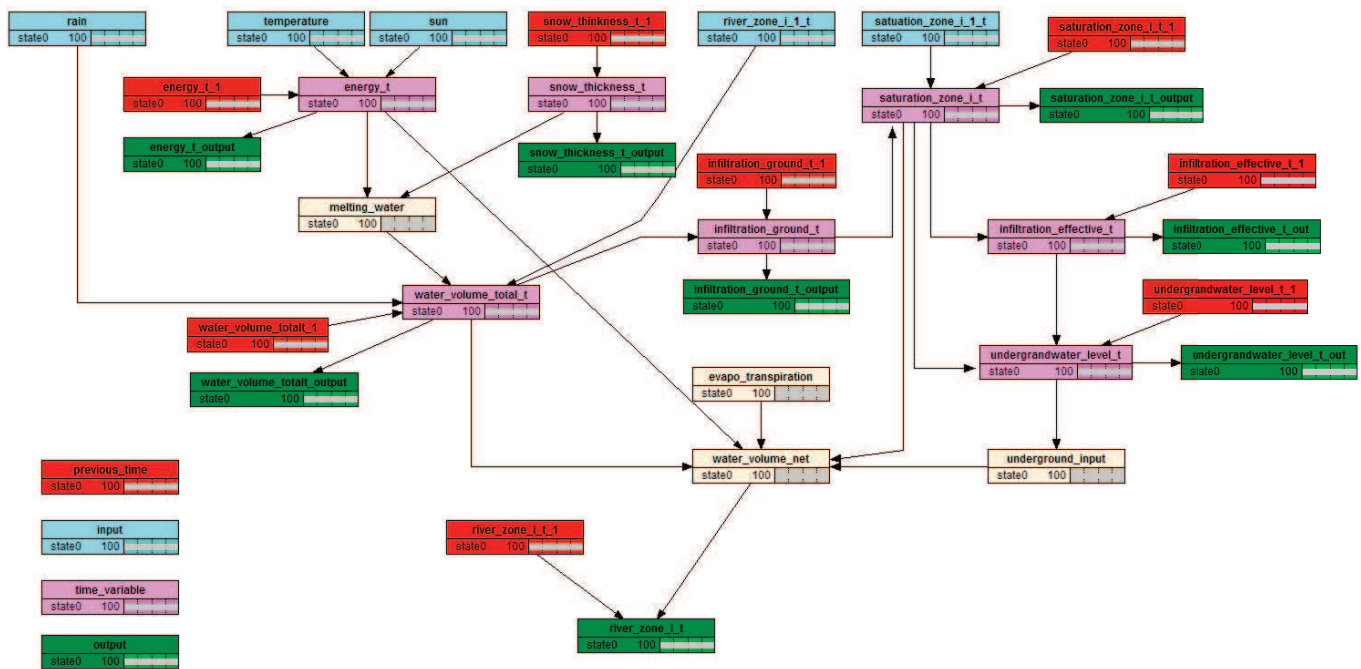 rain
state0 100
temperature
state0 100
sun
state0 100
snow_thinkness_t_1
state0 100
river_zone_i_1_t
state0 100
satuation_zone_i_1_t
state0 100
saturation_zone_i_t_1
state0 100
energy_t_1
state0 100
energy_t
state0 100
snow_thickness_t
state0 100
saturation_zone_i_t
state0 100
saturation_zone_i_t_output
state0 100
energy_t_output
state0 100
snow_thickness_t_output
state0 100
infiltration_ground_t_1
state0 100
infiltration_effective_t_1
state0 100
melting_water
state0 100
infiltration_ground_t
state0 100
infiltration_effective_t
state0 100
infiltration_effective_t_out
state0 100
water_volume_total_t
state0 100
infiltration_ground_t_output
state0 100
undergrandwater_level_t_1
state0 100
water_volume_totalt_1
state0 100
undergrandwater_level_t
state0 100
undergrandwater_level_t_out
state0 100
water_volume_totalt_output
state0 100
evapo_transpiration
state0 100
previous_time
state0 100
water_volume_net
state0 100
underground_input
state0 100
input
state0 100
river_zone_i_t_1
state0 100
time_variable
state0 100
river_zone_i_t
state0 100
output
state0 100